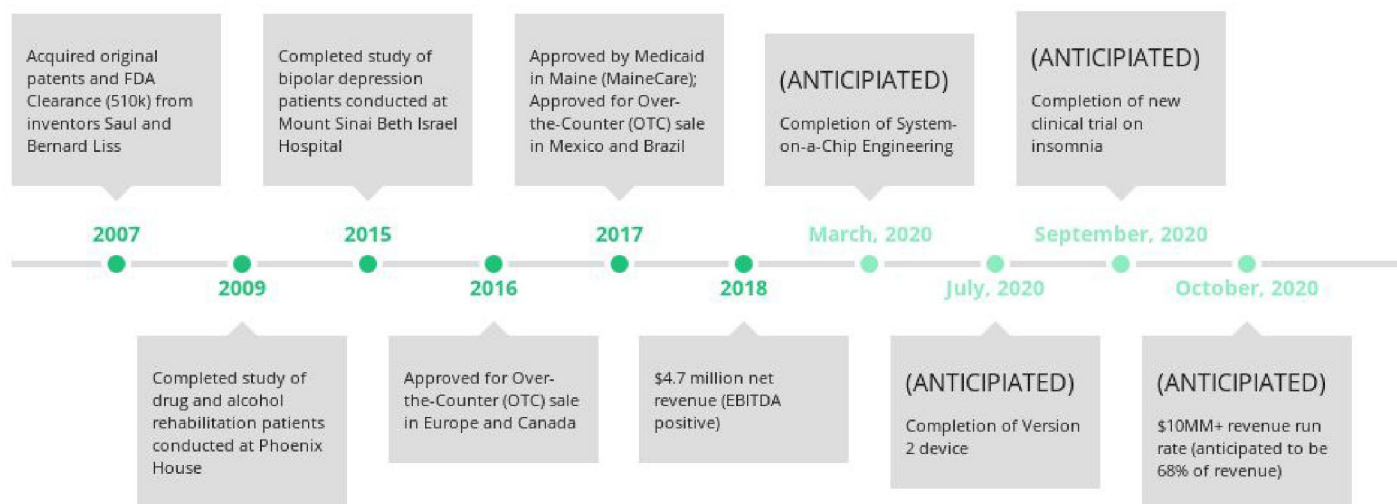 Acquired original
patents and FDA
Clearance (510k) from
inventors Saul and
Bernard Liss
2007
Completed study of
drug and alcohol
rehabilitation patients
conducted at Phoenix
House
2009
Completed study of
bipolar depression
patients conducted at
Mount Sinai Beth Israel
Hospital
2015
Approved for Over-
the-Counter (OTC) sale
in Europe and Canada
2016
Approved by Medicaid
in Maine (MaineCare);
Approved for Over-
the-Counter (OTC) sale
in Mexico and Brazil
2017
$4.7 million net
revenue (EBITDA
positive)
2018
(ANTICIPIATED)
Completion of System-
on-a-Chip Engineering
March, 2020
(ANTICIPIATED)
Completion of Version
2 device
July, 2020
(ANTICIPIATED)
Completion of new
clinical trial on
insomnia
September, 2020
(ANTICIPIATED)
$10MM+ revenue run
rate (anticipated to be
68% of revenue)
October, 2020